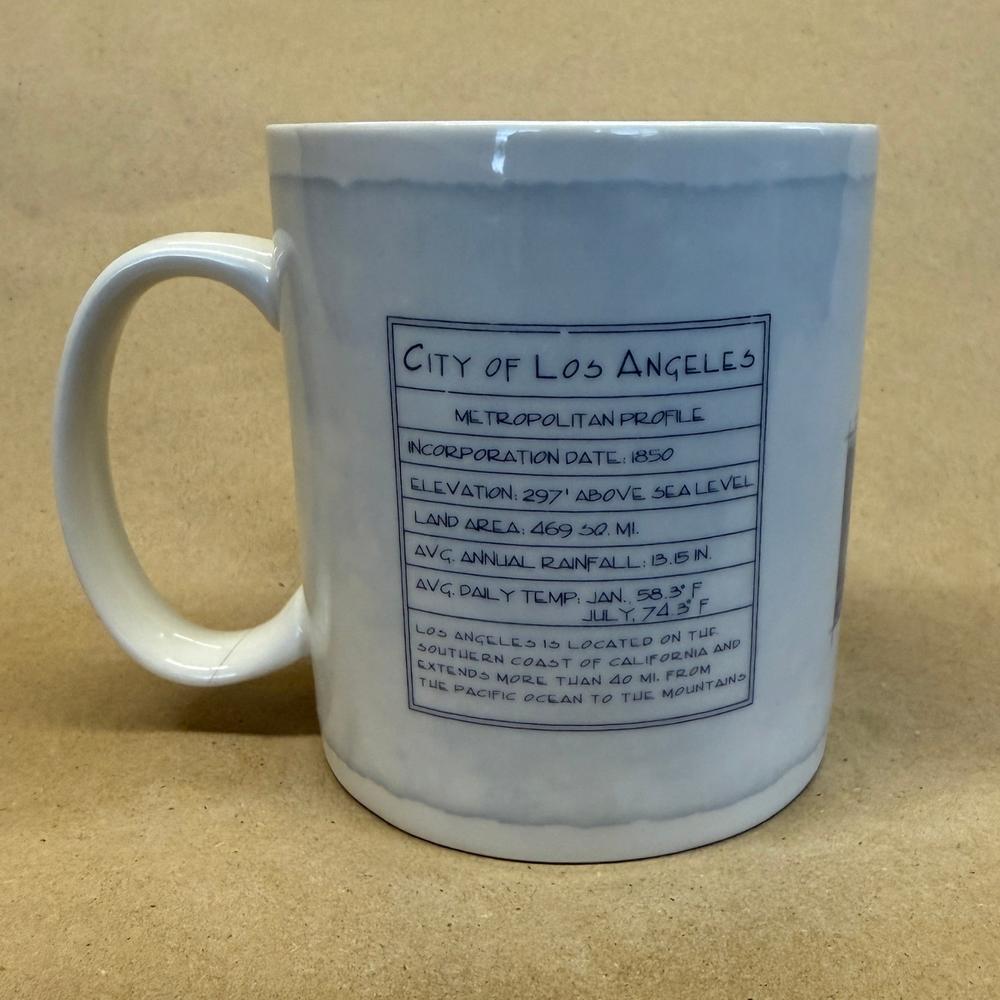 CITY OF LOS ANGELES
METROPOLITAN PROFILE
INCORPORATION DATE: 1850
ELEVATION: 297' ABOVE SEA LEVEL
LAND AREA: 469 SQ. MI.
AVG. ANNUAL RAINFALL: 13.15 IN.
AVG. DAILY TEMP: JAN. 58.3° F
JULY, 74.3° F
LOS ANGELES IS LOCATED ON THE
SOUTHERN COAST OF CALIFORNIA AND
EXTENDS MORE THAN 40 MI. FROM
THE PACIFIC OCEAN TO THE MOUNTAINS